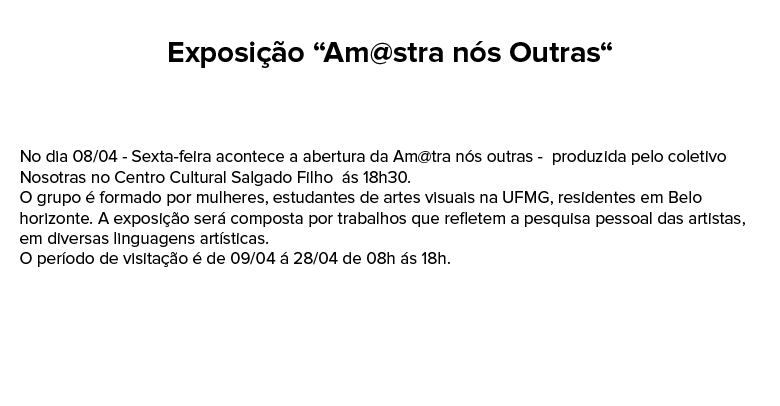 Exposição “Am@stra nós Outras“
No dia 08/04 - Sexta-feira acontece a abertura da Am@tra nós outras -  produzida pelo coletivo
Nosotras no Centro Cultural Salgado Filho  ás 18h30.
O grupo é formado por mulheres, estudantes de artes visuais na UFMG, residentes em Belo
horizonte. A exposição será composta por trabalhos que refletem a pesquisa pessoal das artistas,
em diversas linguagens artísticas.
O período de visitação é de 09/04 á 28/04 de 08h ás 18h.